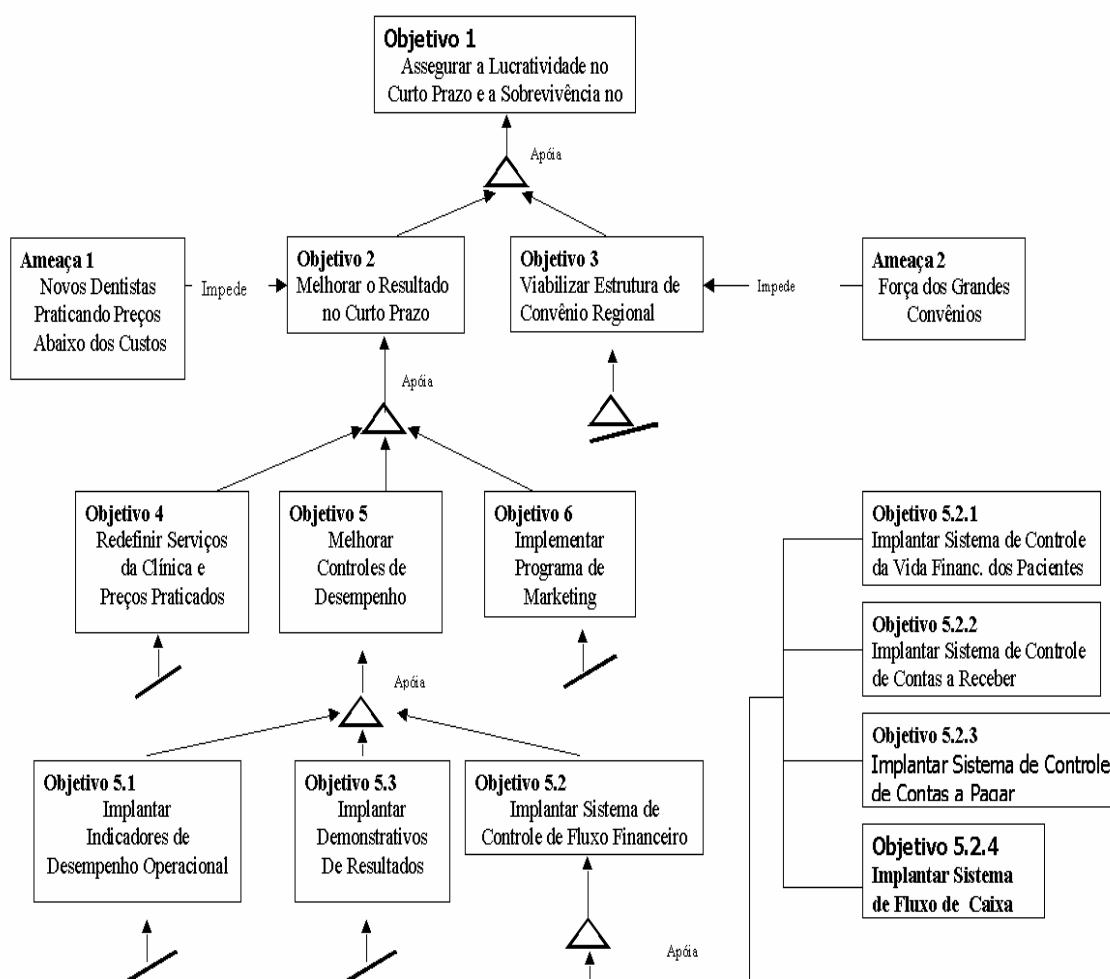 Objetivo 1
Assegurar a Lucratividade no
Curto Prazo e a Sobrevivência no
Apóia
Ameaça 1
Novos Dentistas
Praticando Preços
Abaixo dos Custos
Impede
Objetivo 2
Melhorar o Resultado
no Curto Prazo
Objetivo 3
Viabilizar Estrutura de
Convênio Regional
Impede
Ameaça 2
Força dos Grandes
Convênios
Apóia
Objetivo 4
Redefinir Serviços
da Clínica e
Preços Praticados
Objetivo 5
Melhorar
Controles de
Desempenho
Objetivo 6
Implementar
Programa de
Marketing
Apóia
Objetivo 5.1
Implantar
Indicadores de
Desempenho Operacional
Objetivo 5.3
Implantar
Demonstrativos
De Resultados
Objetivo 5.2
Implantar Sistema de
Controle de Fluxo Financeiro
Apóia
Objetivo 5.2.1
Implantar Sistema de Controle
da Vida Financ. dos Pacientes
Objetivo 5.2.2
Implantar Sistema de Controle
de Contas a Receber
Objetivo 5.2.3
Implantar Sistema de Controle
de Contas a Pagar
Objetivo 5.2.4
Implantar Sistema
de Fluxo de Caixa